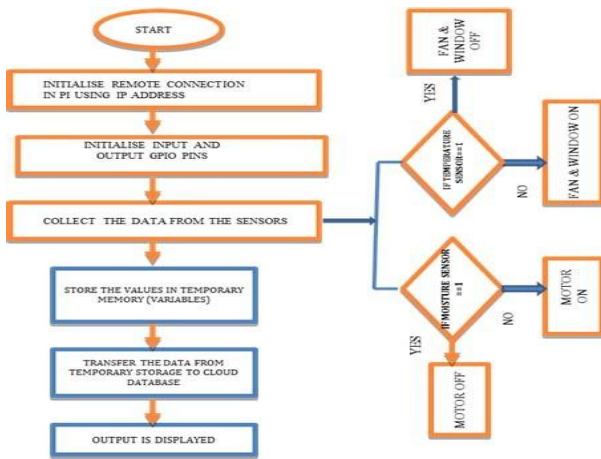 START
INITIALISE REMOTE CONNECTION
IN PI USING IP ADDRESS
INITIALISE INPUT AND
OUTPUT GPIO PINS
COLLECT THE DATA FROM THE SENSORS
STORE THE VALUES IN TEMPORARY
MEMORY (VARIABLES)
TRANSFER THE DATA FROM
TEMPORARY STORAGE TO CLOUD
DATABASE
OUTPUT IS DISPLAYED
FAN &
WINDOW
OFF
YES
IF TEMPERATURE
SENSOR==1
NO
FAN & WINDOW ON
IF MOISTURE SENSOR
==1
NO
MOTOR
ON
YES
MOTOR OFF